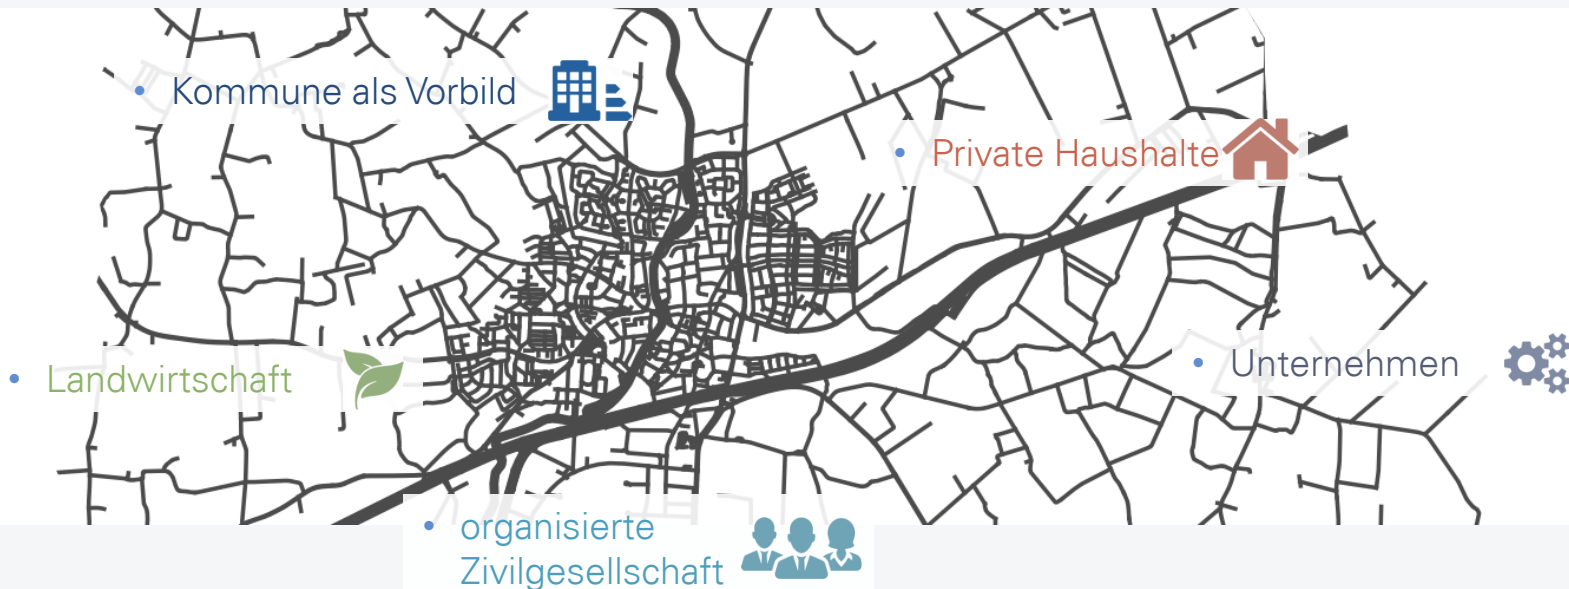 • Kommune als Vorbild
• Private Haushalte
• Landwirtschaft
• Unternehmen
• organisierte
Zivilgesellschaft